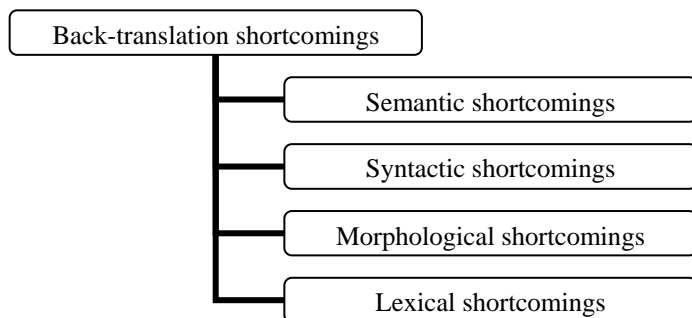 Back-translation shortcomings
Semantic shortcomings
Syntactic shortcomings
Morphological shortcomings
Lexical shortcomings